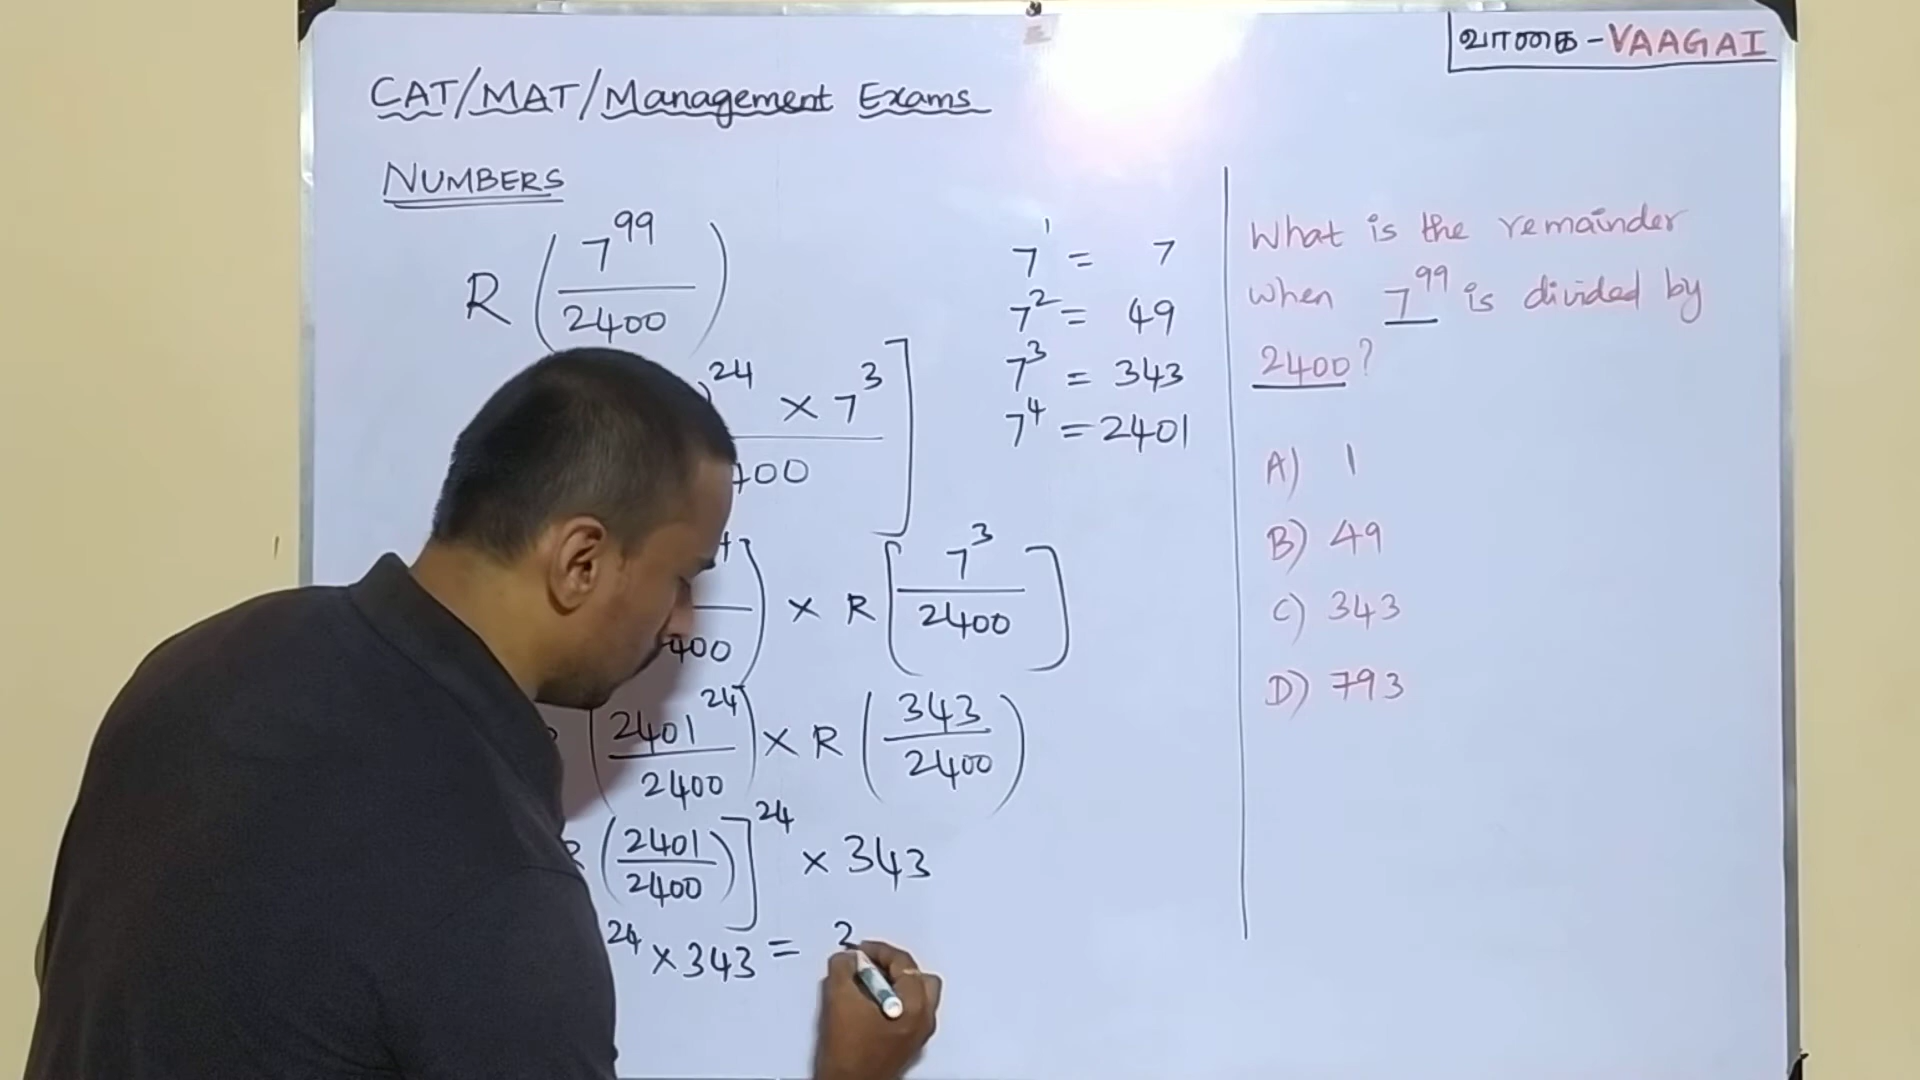 வாகை - VAAGAI
CAT/MAT/Management Exams
NUMBERS
R (7^99 / 2400)
24 × 7^3
400
400 × R [7^3 / 2400]
(2401^24 / 2400) × R (343 / 2400)
R (2401 / 2400)]^24 × 343
24 × 343 = 3
7^1 = 7
7^2 = 49
7^3 = 343
7^4 = 2401
What is the remainder
when 7^99 is divided by
2400?
A) 1
B) 49
C) 343
D) 793